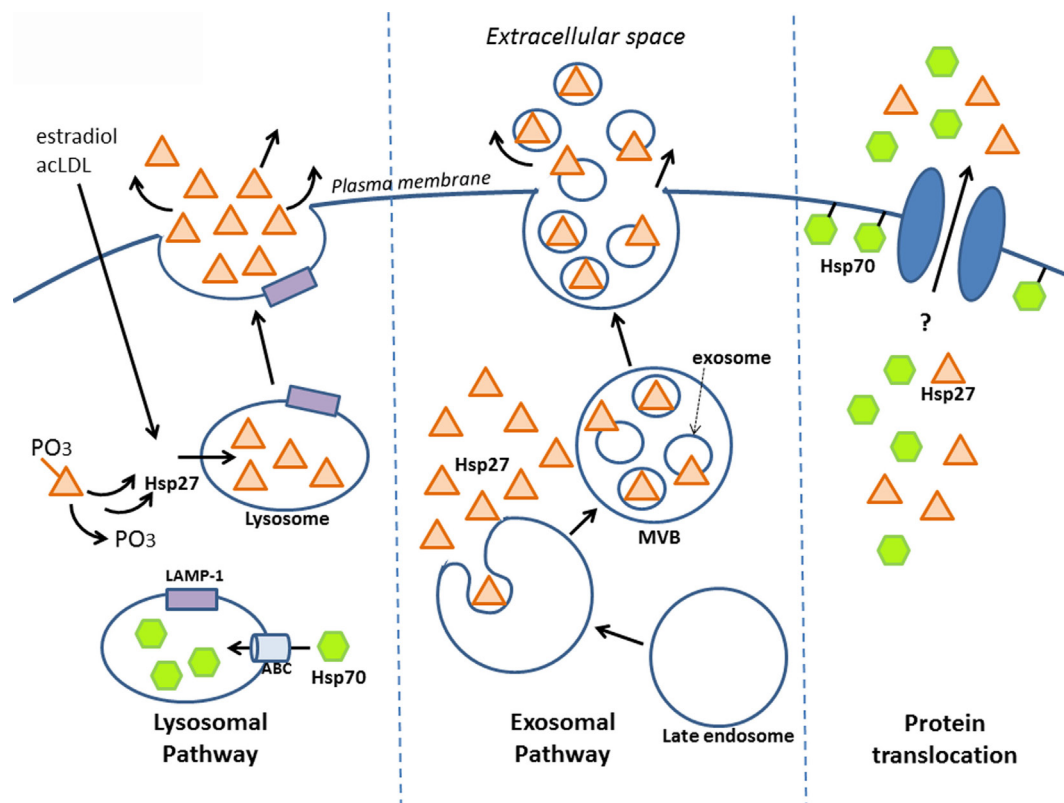 Extracellular space
estradiol
acLDL
Plasma membrane
Hsp70
?
exosome
Hsp27
PO3
Hsp27
Hsp27
Lysosome
MVB
PO3
LAMP-1
ABC
Hsp70
Late endosome
Lysosomal
Pathway
Exosomal
Pathway
Protein
translocation